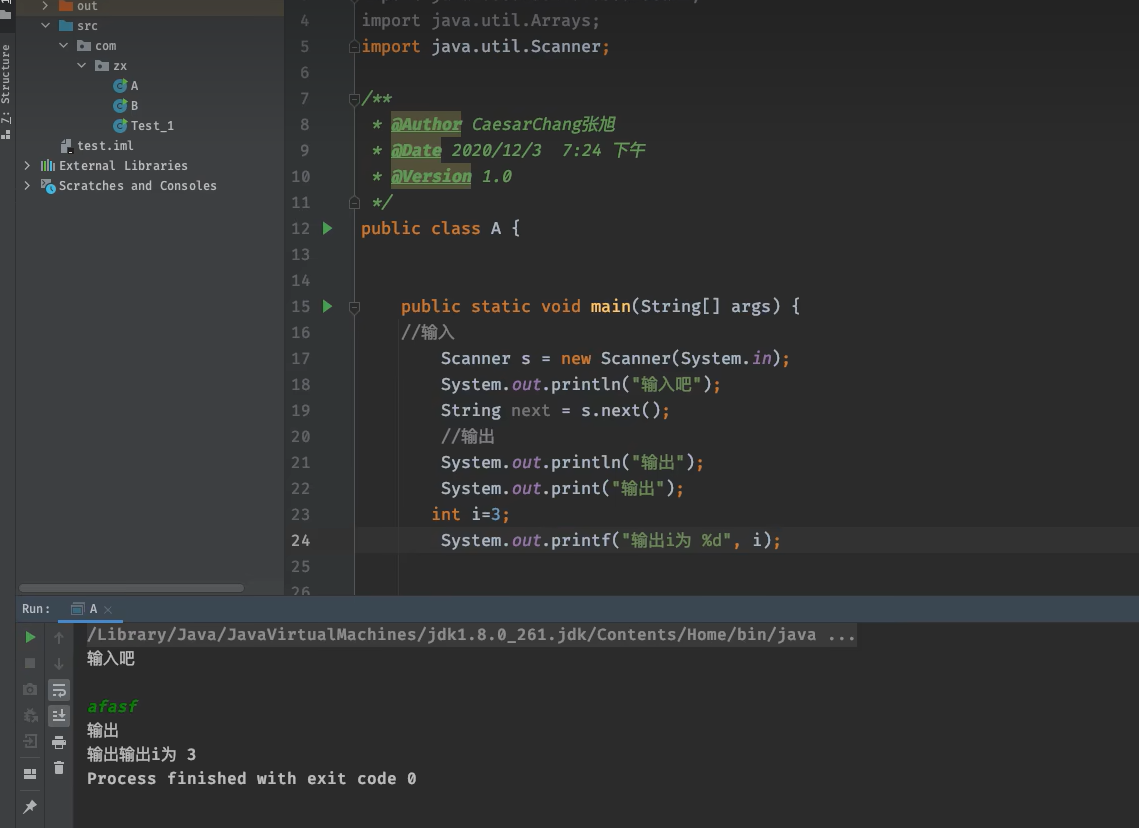 out
src
com
zx
A
B
Test_1
test.iml
External Libraries
Scratches and Consoles
7: Structure
4 import java.util.Arrays;
5 import java.util.Scanner;
6
7 /**
8 * @Author CaesarChang张旭
9 * @Date 2020/12/3  7:24 下午
10 * @Version 1.0
11 */
12 public class A {
13
14
15 public static void main(String[] args) {
16 //输入
17 Scanner s = new Scanner(System.in);
18 System.out.println("输入吧");
19 String next = s.next();
20 //输出
21 System.out.println("输出");
22 System.out.print("输出");
23 int i=3;
24 System.out.printf("输出i为 %d", i);
25
26
Run: A
/Library/Java/JavaVirtualMachines/jdk1.8.0_261.jdk/Contents/Home/bin/java ...
输入吧
afasf
输出
输出输出i为 3
Process finished with exit code 0